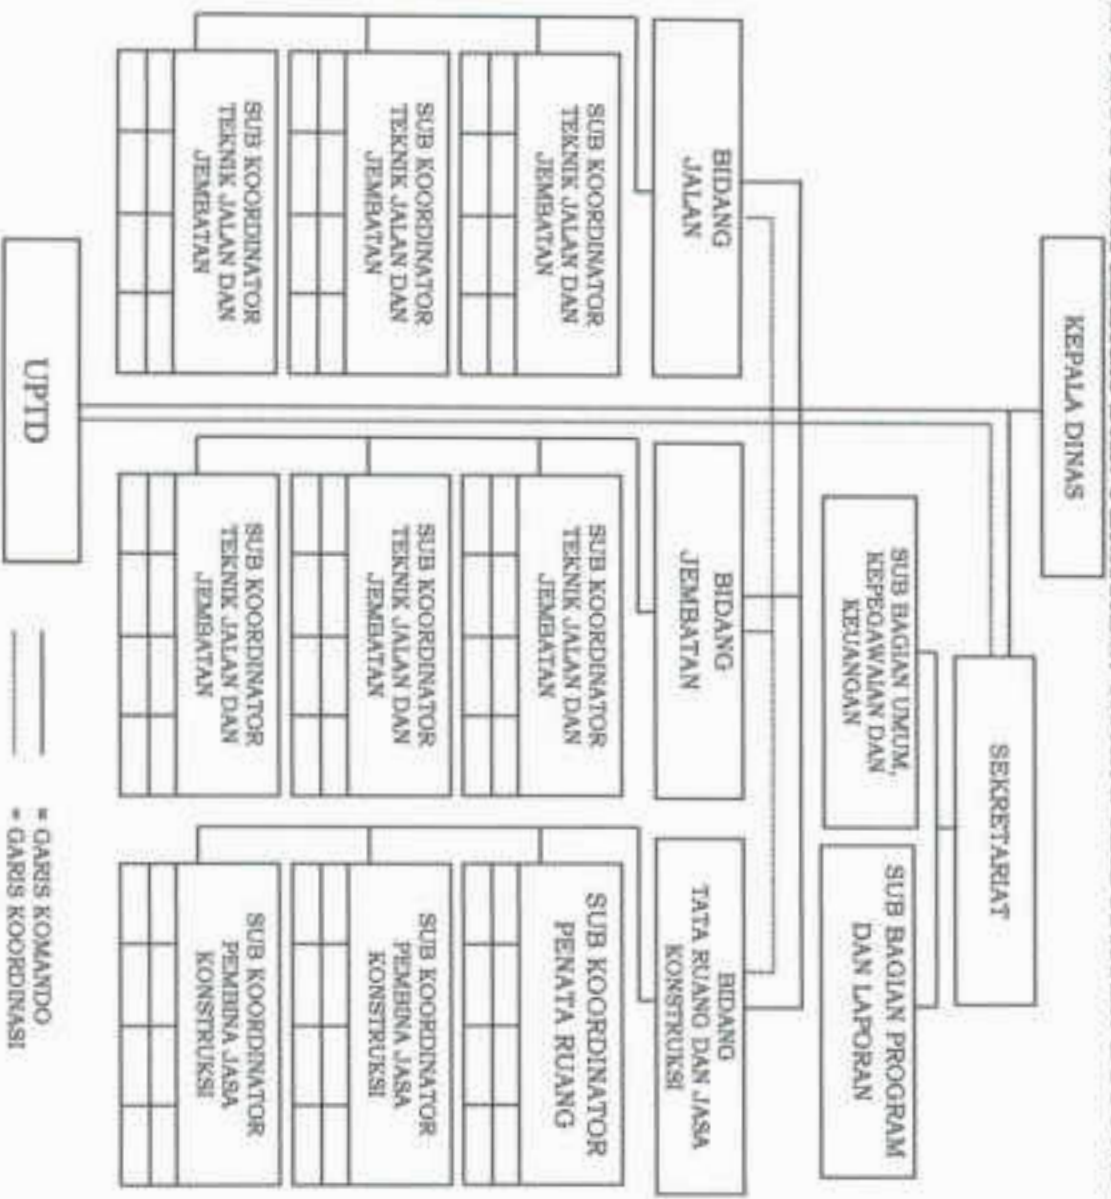 KEPALA DINAS
SEKRETARIAT
SUB BAGIAN UMUM,
KEPEGAWAIAN DAN
KEUANGAN
SUB BAGIAN PROGRAM
DAN LAPORAN
BIDANG
JALAN
BIDANG
JEMBATAN
BIDANG
TATA RUANG DAN JASA
KONSTRUKSI
SUB KOORDINATOR
TEKNIK JALAN DAN
JEMBATAN
SUB KOORDINATOR
TEKNIK JALAN DAN
JEMBATAN
SUB KOORDINATOR
PENATA RUANG
SUB KOORDINATOR
TEKNIK JALAN DAN
JEMBATAN
SUB KOORDINATOR
TEKNIK JALAN DAN
JEMBATAN
SUB KOORDINATOR
PEMBINA JASA
KONSTRUKSI
SUB KOORDINATOR
TEKNIK JALAN DAN
JEMBATAN
SUB KOORDINATOR
TEKNIK JALAN DAN
JEMBATAN
SUB KOORDINATOR
PEMBINA JASA
KONSTRUKSI
UPTD
= GARIS KOMANDO
= GARIS KOORDINASI